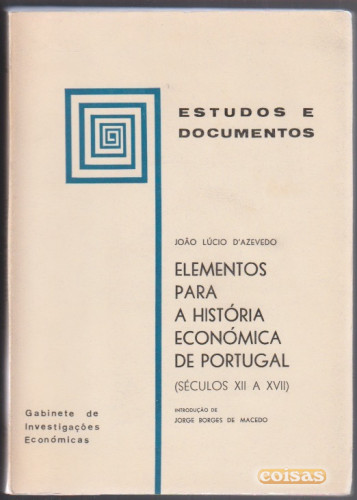 ESTUDOS E
DOCUMENTOS
JOÃO LÚCIO D'AZEVEDO
ELEMENTOS
PARA
A HISTÓRIA
ECONÓMICA
DE PORTUGAL
(SÉCULOS XII A XVII)
INTRODUÇÃO DE
JORGE BORGES DE MACEDO
Gabinete de
Investigações
Económicas
coisas